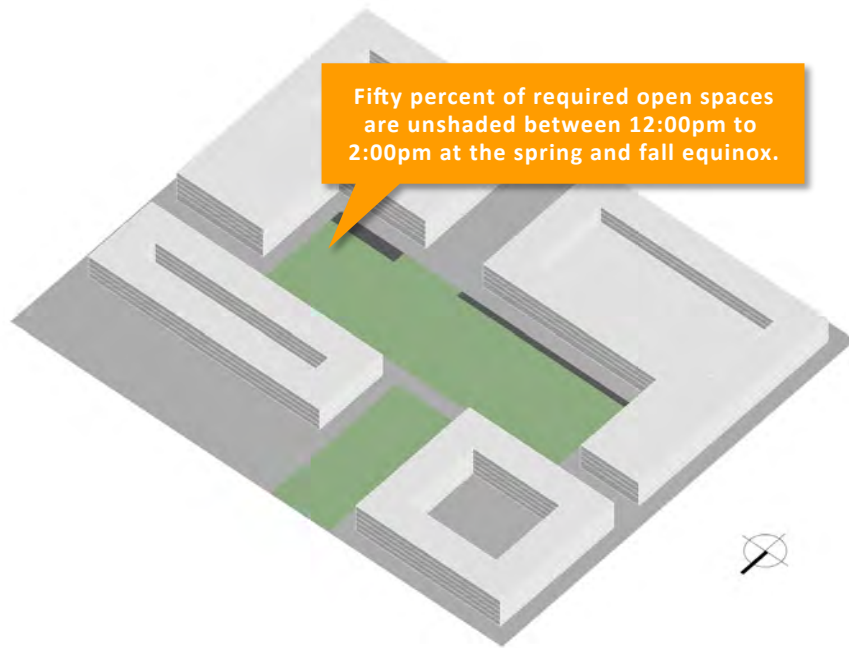 Fifty percent of required open spaces
are unshaded between 12:00pm to
2:00pm at the spring and fall equinox.